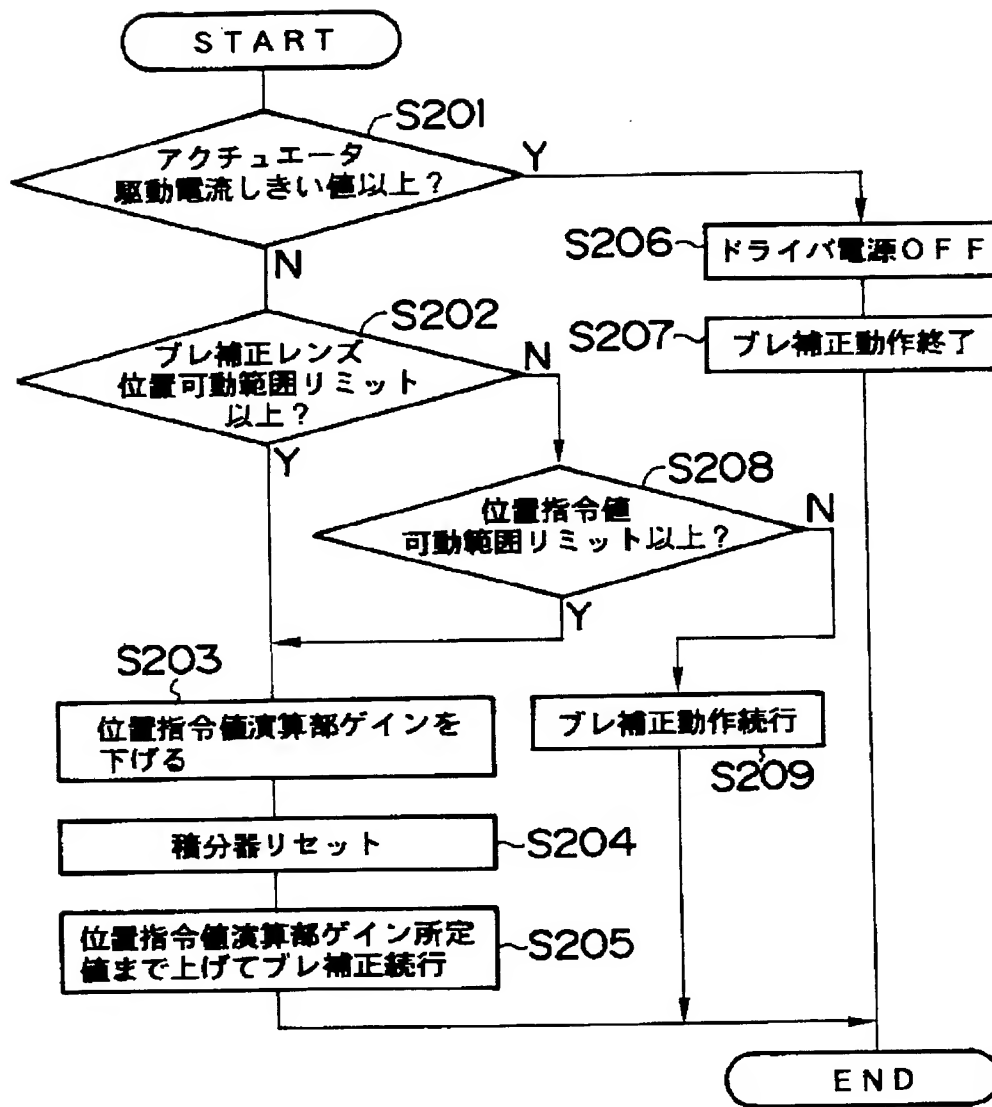 START
S201
アクチュエータ
駆動電流しきい値以上？
Y
N
S206
ドライバ電源OFF
S202
S207
ブレ補正動作終了
ブレ補正レンズ
位置可動範囲リミット
以上？
N
Y
S208
位置指令値
可動範囲リミット以上？
N
Y
S203
位置指令値演算部ゲインを
下げる
ブレ補正動作続行
S209
積分器リセット
S204
位置指令値演算部ゲイン所定
値まで上げてブレ補正続行
S205
END